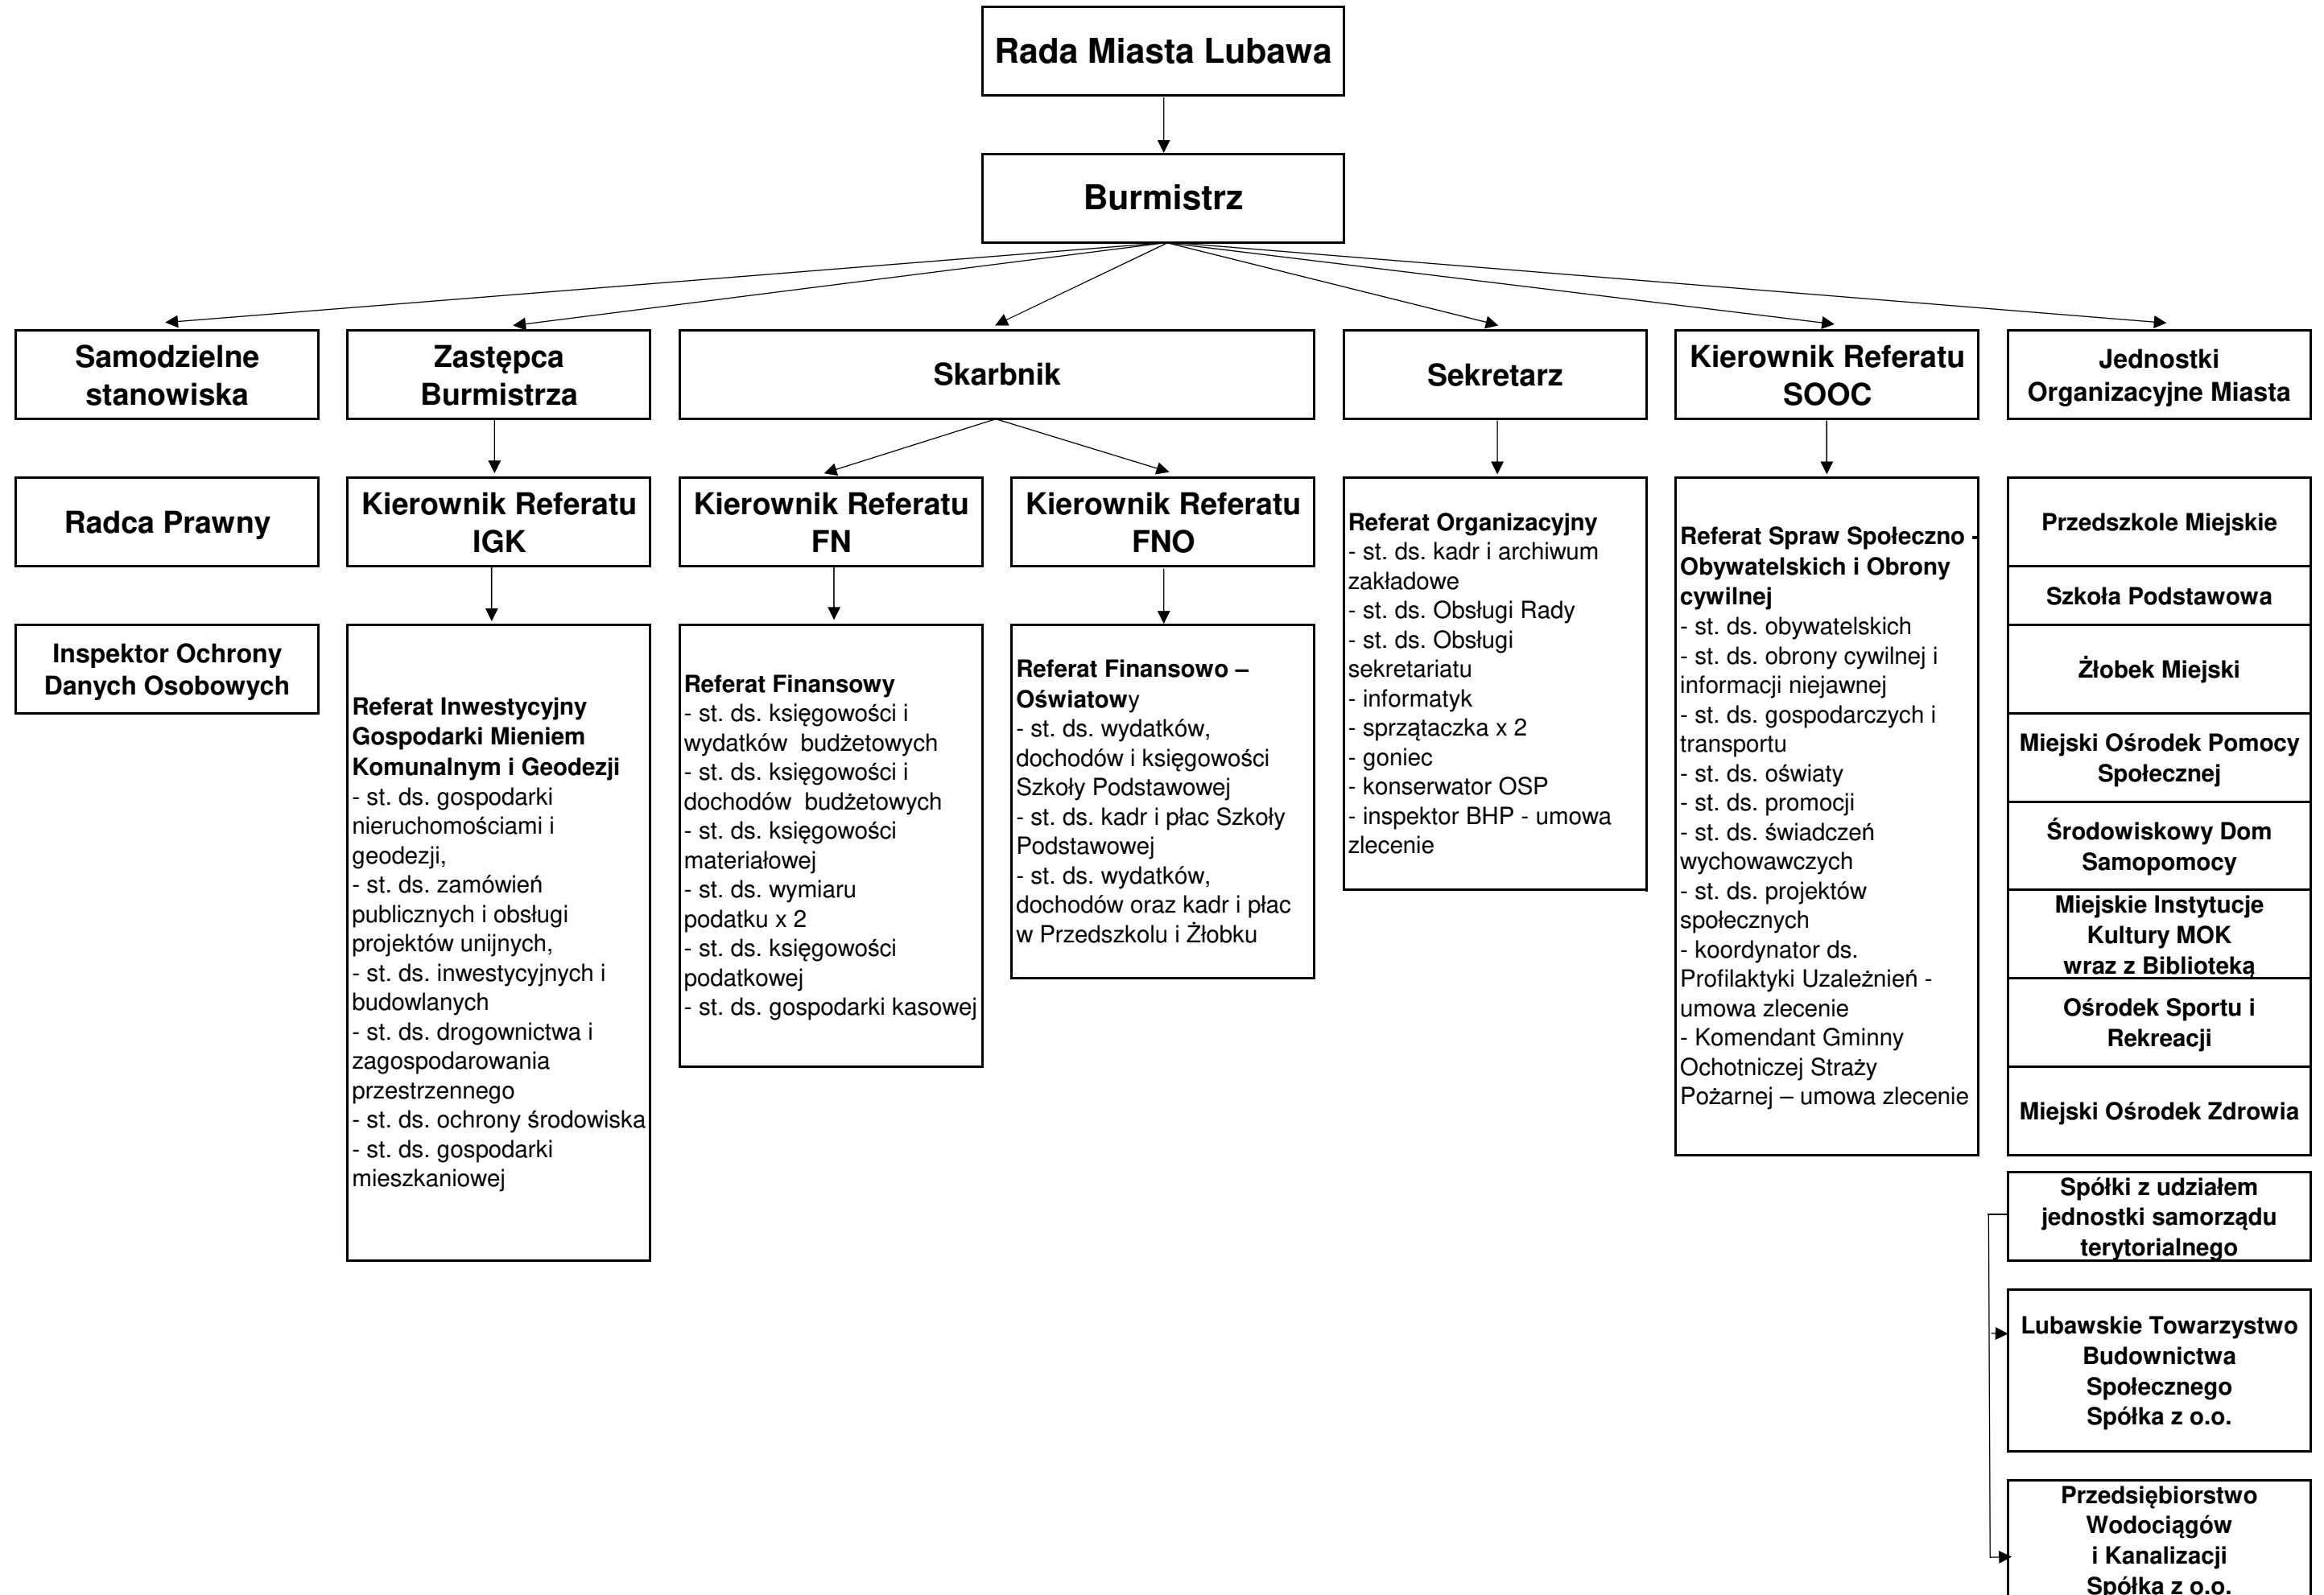 Rada Miasta Lubawa
Burmistrz
Samodzielne
stanowiska
Zastępca
Burmistrza
Skarbnik
Sekretarz
Kierownik Referatu
SOOC
Jednostki
Organizacyjne Miasta
Radca Prawny
Kierownik Referatu
IGK
Kierownik Referatu
FN
Kierownik Referatu
FNO
Inspektor Ochrony
Danych Osobowych
Referat Inwestycyjny
Gospodarki Mieniem
Komunalnym i Geodezji
- st. ds. gospodarki
nieruchomościami i
geodezji,
- st. ds. zamówień
publicznych i obsługi
projektów unijnych,
- st. ds. inwestycyjnych i
budowlanych
- st. ds. drogownictwa i
zagospodarowania
przestrzennego
- st. ds. ochrony środowiska
- st. ds. gospodarki
mieszkaniowej
Referat Finansowy
- st. ds. księgowości i
wydatków  budżetowych
- st. ds. księgowości i
dochodów  budżetowych
- st. ds. księgowości
materiałowej
- st. ds. wymiaru
podatku x 2
- st. ds. księgowości
podatkowej
- st. ds. gospodarki kasowej
Referat Finansowo –
Oświatowy
- st. ds. wydatków,
dochodów i księgowości
Szkoły Podstawowej
- st. ds. kadr i płac Szkoły
Podstawowej
- st. ds. wydatków,
dochodów oraz kadr i płac
w Przedszkolu i Żłobku
Referat Organizacyjny
- st. ds. kadr i archiwum
zakładowe
- st. ds. Obsługi Rady
- st. ds. Obsługi
sekretariatu
- informatyk
- sprzątaczka x 2
- goniec
- konserwator OSP
- inspektor BHP - umowa
zlecenie
Referat Spraw Społeczno -
Obywatelskich i Obrony
cywilnej
- st. ds. obywatelskich
- st. ds. obrony cywilnej i
informacji niejawnej
- st. ds. gospodarczych i
transportu
- st. ds. oświaty
- st. ds. promocji
- st. ds. świadczeń
wychowawczych
- st. ds. projektów
społecznych
- koordynator ds.
Profilaktyki Uzależnień -
umowa zlecenie
- Komendant Gminny
Ochotniczej Straży
Pożarnej – umowa zlecenie
Przedszkole Miejskie
Szkoła Podstawowa
Żłobek Miejski
Miejski Ośrodek Pomocy
Społecznej
Środowiskowy Dom
Samopomocy
Miejskie Instytucje
Kultury MOK
wraz z Biblioteką
Ośrodek Sportu i
Rekreacji
Miejski Ośrodek Zdrowia
Spółki z udziałem
jednostki samorządu
terytorialnego
Lubawskie Towarzystwo
Budownictwa
Społecznego
Spółka z o.o.
Przedsiębiorstwo
Wodociągów
i Kanalizacji
Spółka z o.o.